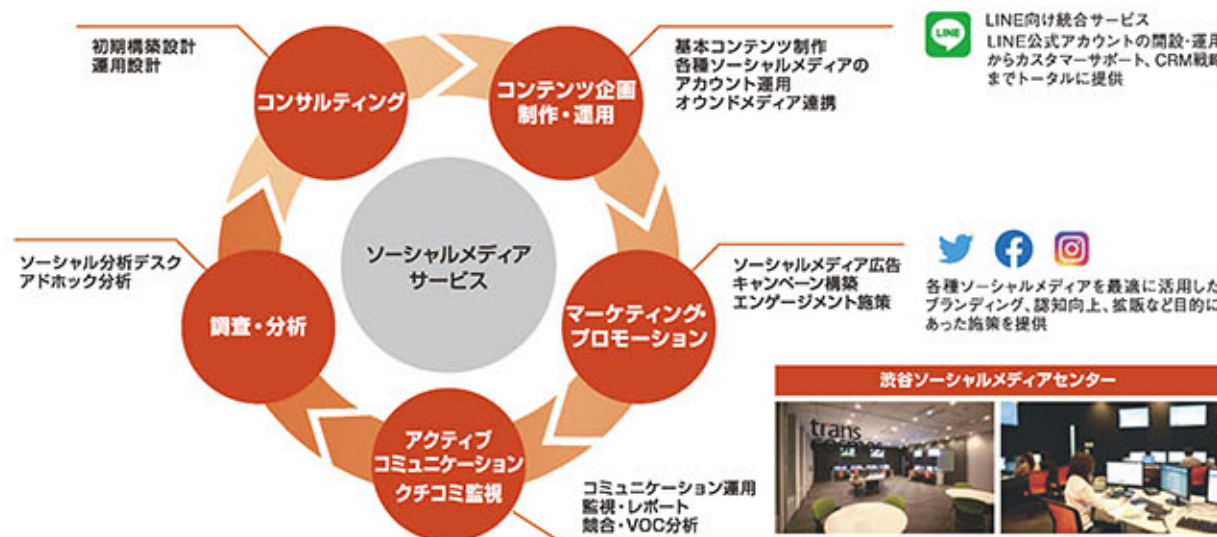 初期構築設計
運用設計
コンサルティング
コンテンツ企画
制作・運用
基本コンテンツ制作
各種ソーシャルメディアの
アカウント運用
オウンドメディア連携
LINE
LINE向け統合サービス
LINE公式アカウントの開設・運用
からカスタマーサポート、CRM戦略
までトータルに提供
ソーシャル分析デスク
アドホック分析
調査・分析
ソーシャルメディア
サービス
マーケティング・
プロモーション
ソーシャルメディア広告
キャンペーン構築
エンゲージメント施策
各種ソーシャルメディアを最適に活用した
ブランディング、認知向上、拡販など目的に
あった施策を提供
アクティブ
コミュニケーション
クチコミ監視
コミュニケーション運用
監視・レポート
競合・VOC分析
渋谷ソーシャルメディアセンター
trans
cosmos